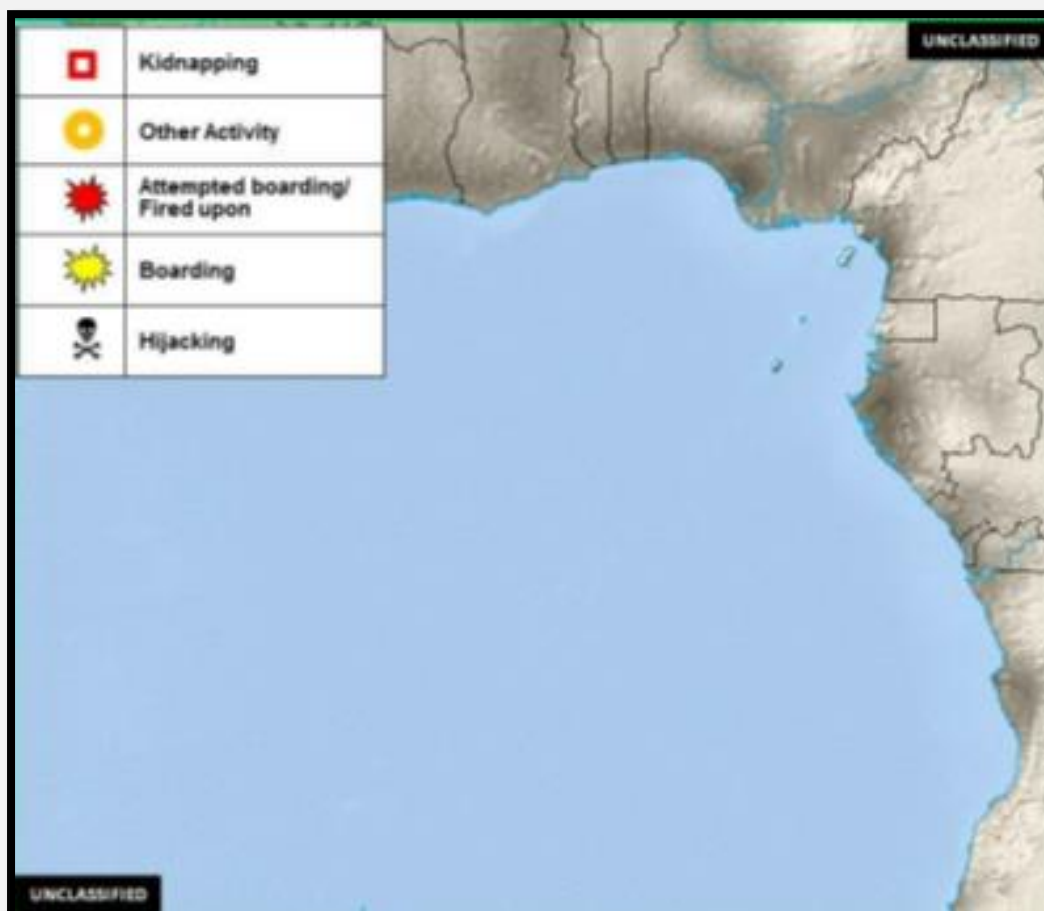 UNCLASSIFIED
Kidnapping
Other Activity
Attempted boarding/
Fired upon
Boarding
Hijacking
UNCLASSIFIED